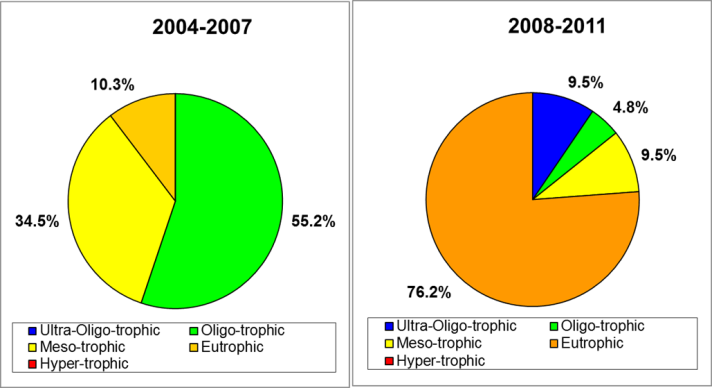 2004-2007
10.3%
34.5%
55.2%
Ultra-Oligo-trophic Oligo-trophic
Meso-trophic Eutrophic
Hyper-trophic
2008-2011
9.5%
4.8%
9.5%
76.2%
Ultra-Oligo-trophic Oligo-trophic
Meso-trophic Eutrophic
Hyper-trophic